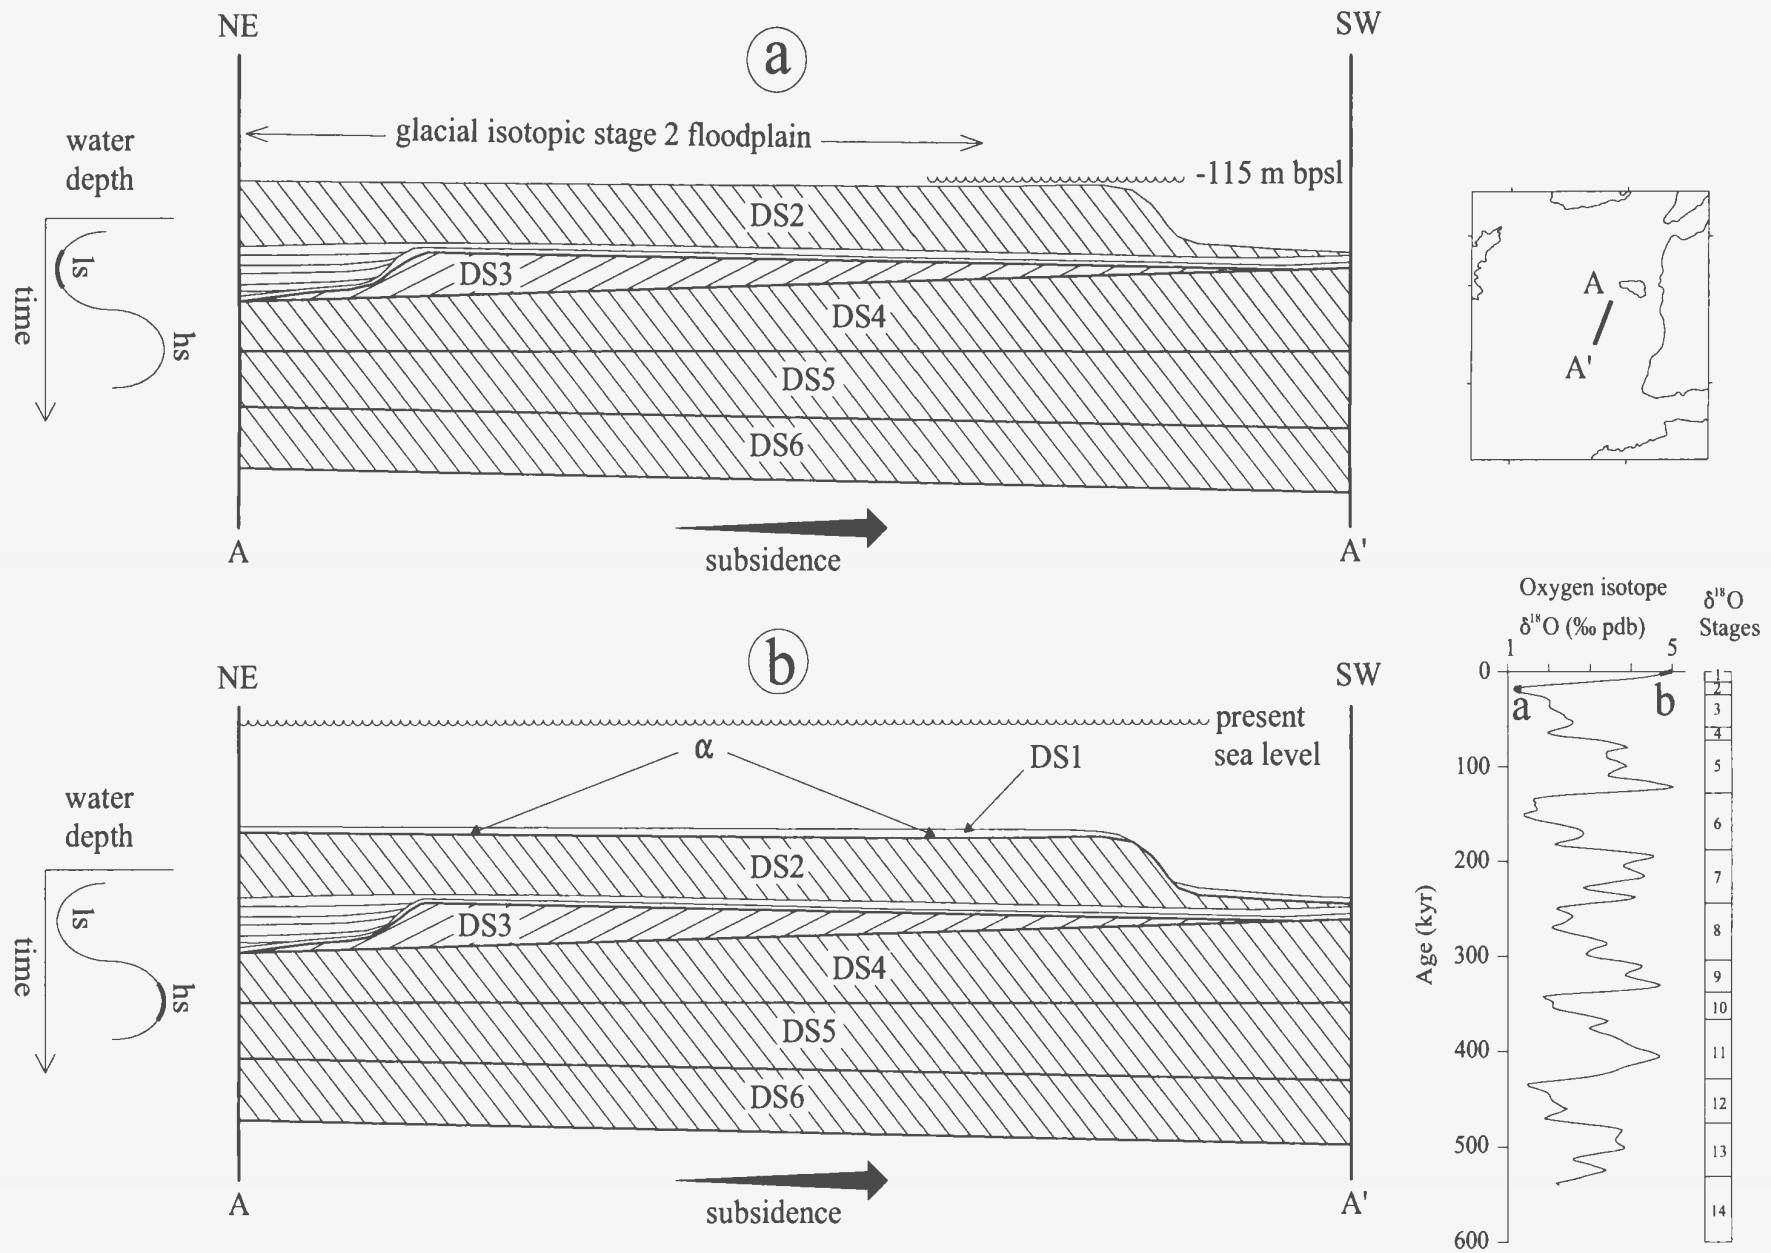 NE
SW
a
water
depth
glacial isotopic stage 2 floodplain
-115 m bpsl
DS2
ls
time
hs
DS3
DS4
DS5
DS6
A
A'
subsidence
A
A'
Oxygen isotope
δ¹⁸O (‰ pdb)
δ¹⁸O
Stages
1
5
0
100
200
300
400
500
600
Age (kyr)
a
b
1
2
3
4
5
6
7
8
9
10
11
12
13
14
NE
SW
b
present
sea level
α
DS1
water
depth
DS2
ls
time
hs
DS3
DS4
DS5
DS6
A
A'
subsidence